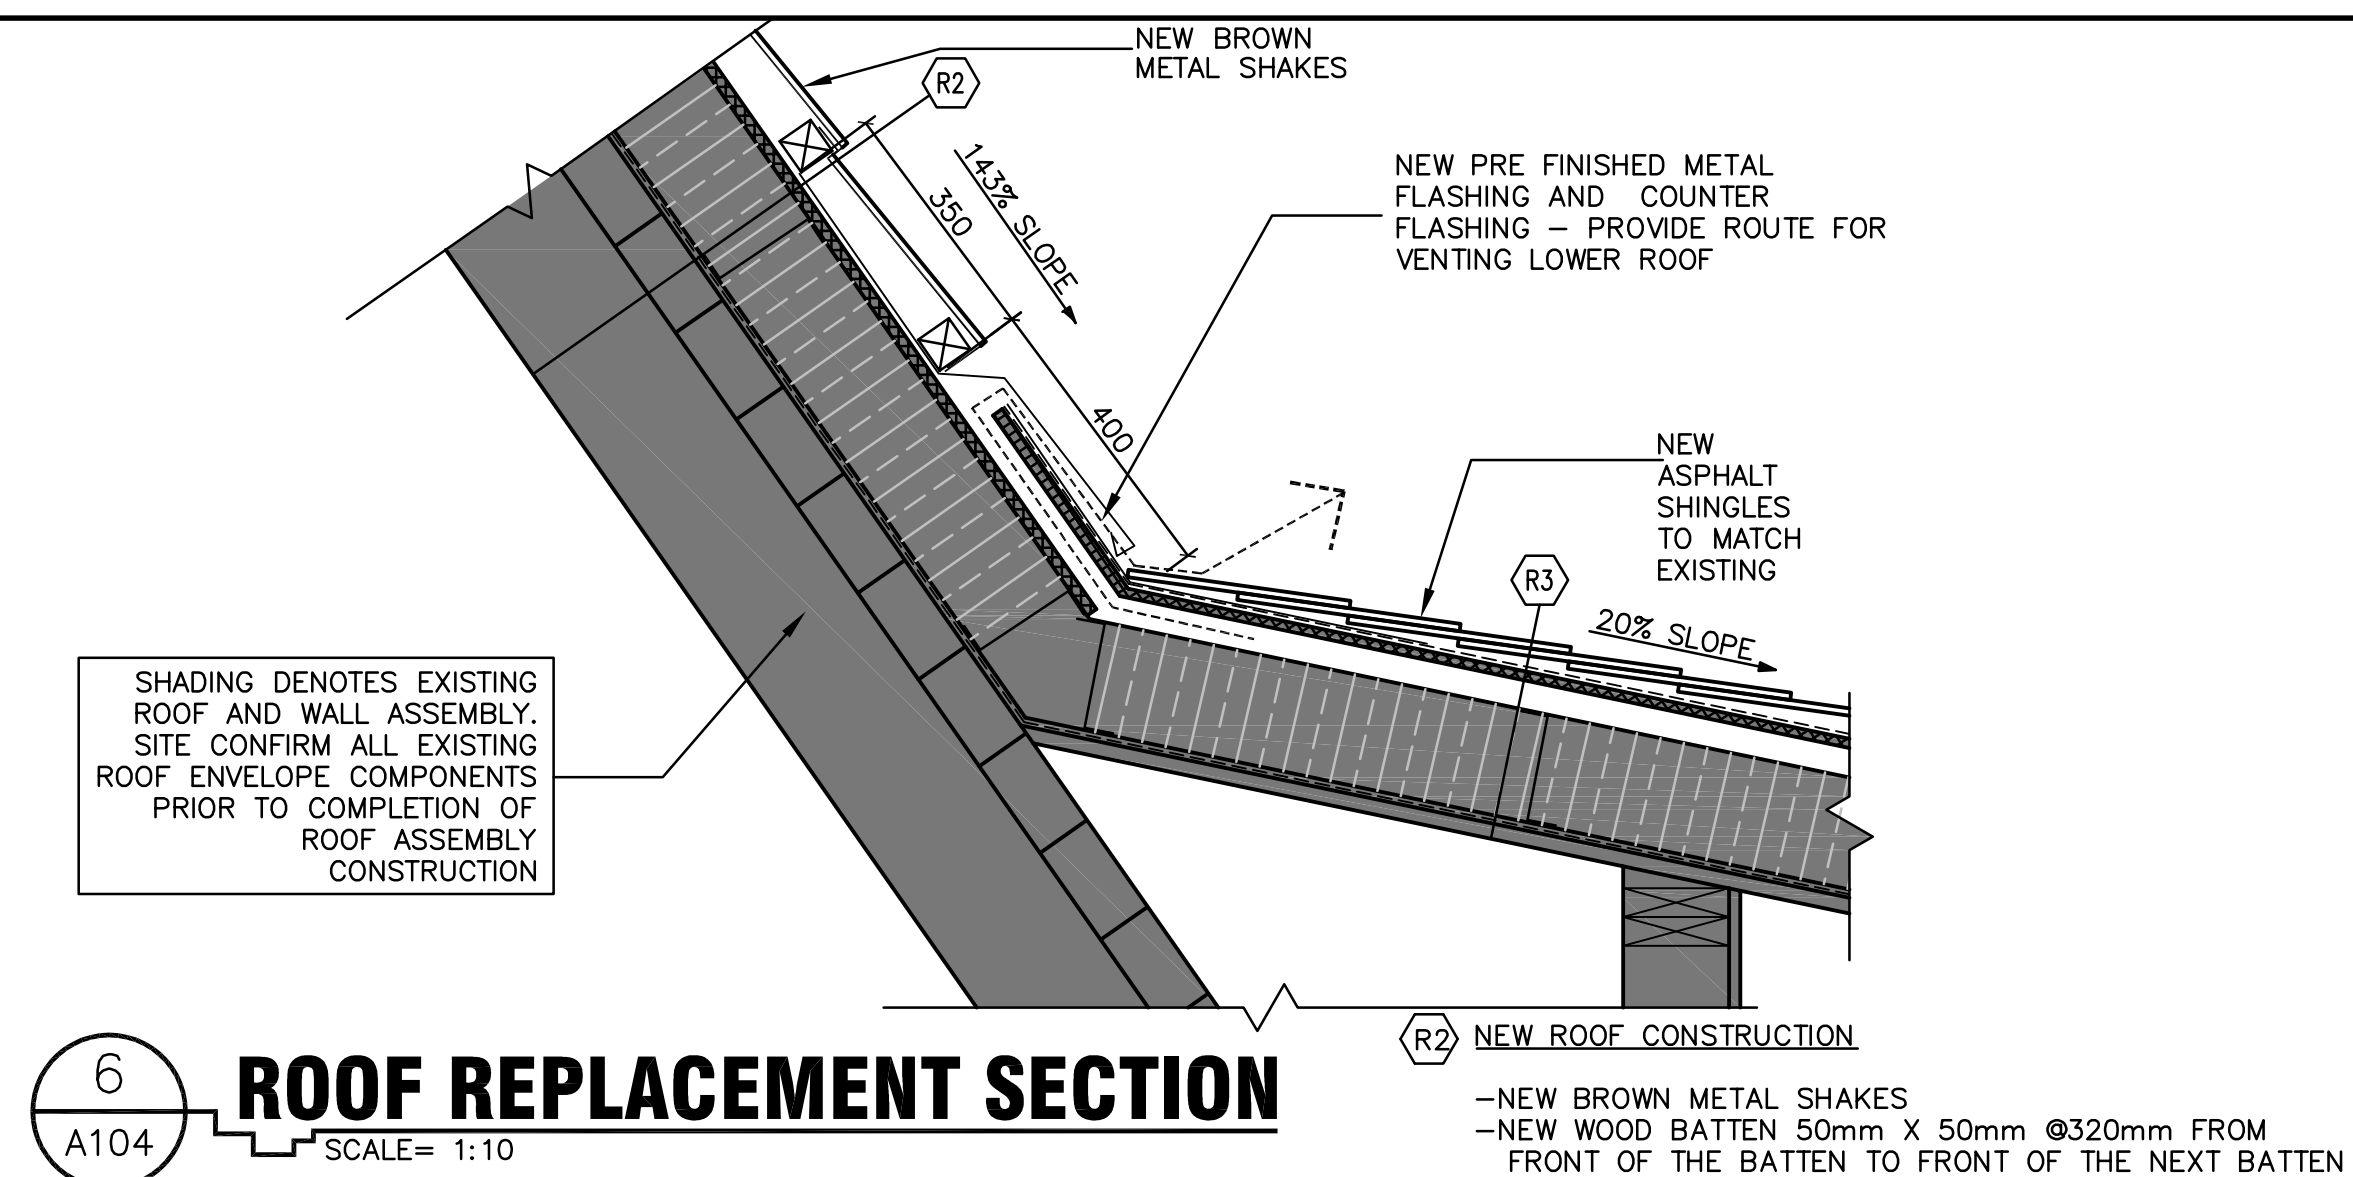 NEW BROWN
METAL SHAKES
R2
143% SLOPE
350
400
NEW PRE FINISHED METAL
FLASHING AND COUNTER
FLASHING – PROVIDE ROUTE FOR
VENTING LOWER ROOF
NEW
ASPHALT
SHINGLES
TO MATCH
EXISTING
R3
20% SLOPE
SHADING DENOTES EXISTING
ROOF AND WALL ASSEMBLY.
SITE CONFIRM ALL EXISTING
ROOF ENVELOPE COMPONENTS
PRIOR TO COMPLETION OF
ROOF ASSEMBLY
CONSTRUCTION
6
A104
ROOF REPLACEMENT SECTION
SCALE= 1:10
R2 NEW ROOF CONSTRUCTION
–NEW BROWN METAL SHAKES
–NEW WOOD BATTEN 50mm X 50mm @320mm FROM
FRONT OF THE BATTEN TO FRONT OF THE NEXT BATTEN